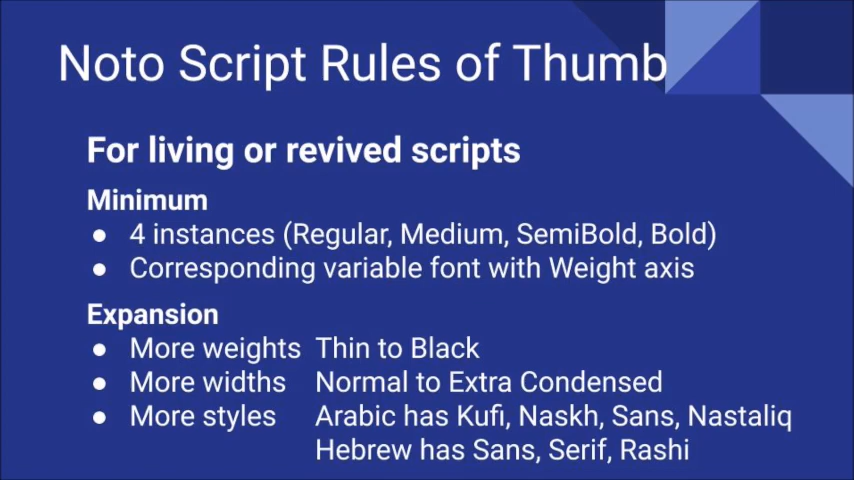 Noto Script Rules of Thumb
For living or revived scripts
Minimum
● 4 instances (Regular, Medium, SemiBold, Bold)
● Corresponding variable font with Weight axis
Expansion
● More weights Thin to Black
● More widths Normal to Extra Condensed
● More styles Arabic has Kufi, Naskh, Sans, Nastaliq
Hebrew has Sans, Serif, Rashi